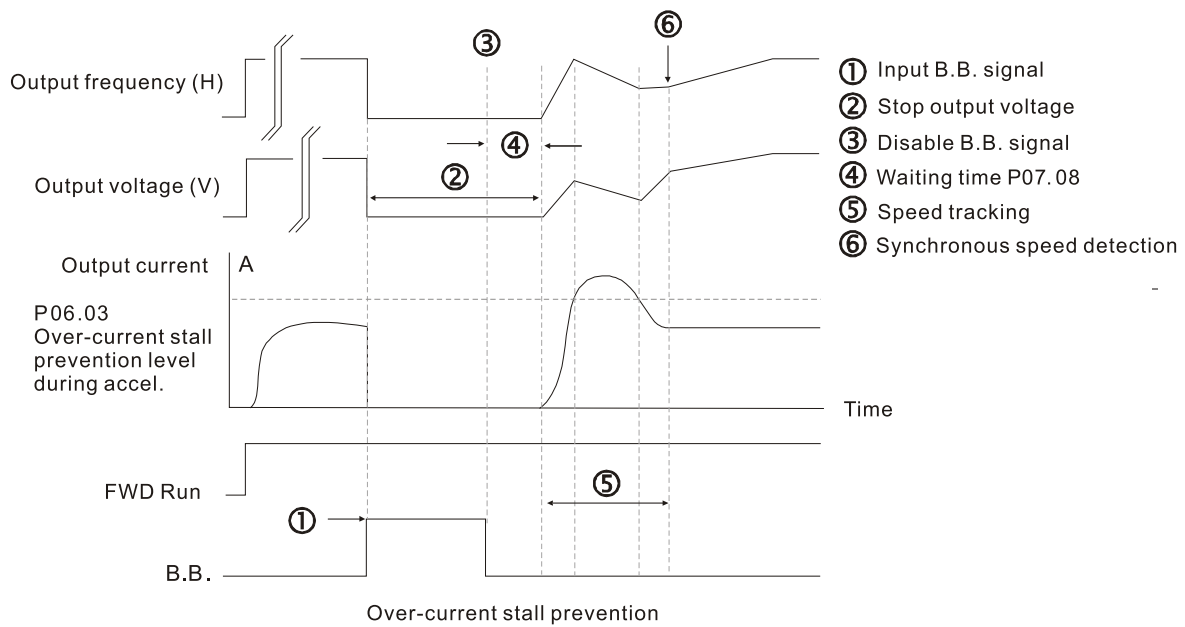 ⑥
③
Output frequency (H)
① Input B.B. signal
② Stop output voltage
③ Disable B.B. signal
④ Waiting time P07.08
⑤ Speed tracking
⑥ Synchronous speed detection
④
②
Output voltage (V)
Output current
A
P06.03
Over-current stall
prevention level
during accel.
Time
FWD Run
⑤
①
B.B.
Over-current stall prevention